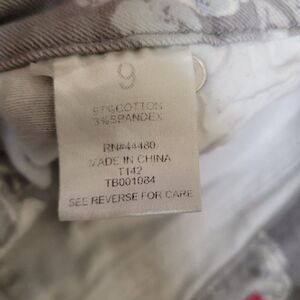 9
97%COTTON
3%SPANDEX
RN#44480
MADE IN CHINA
T142
TB001084
SEE REVERSE FOR CARE